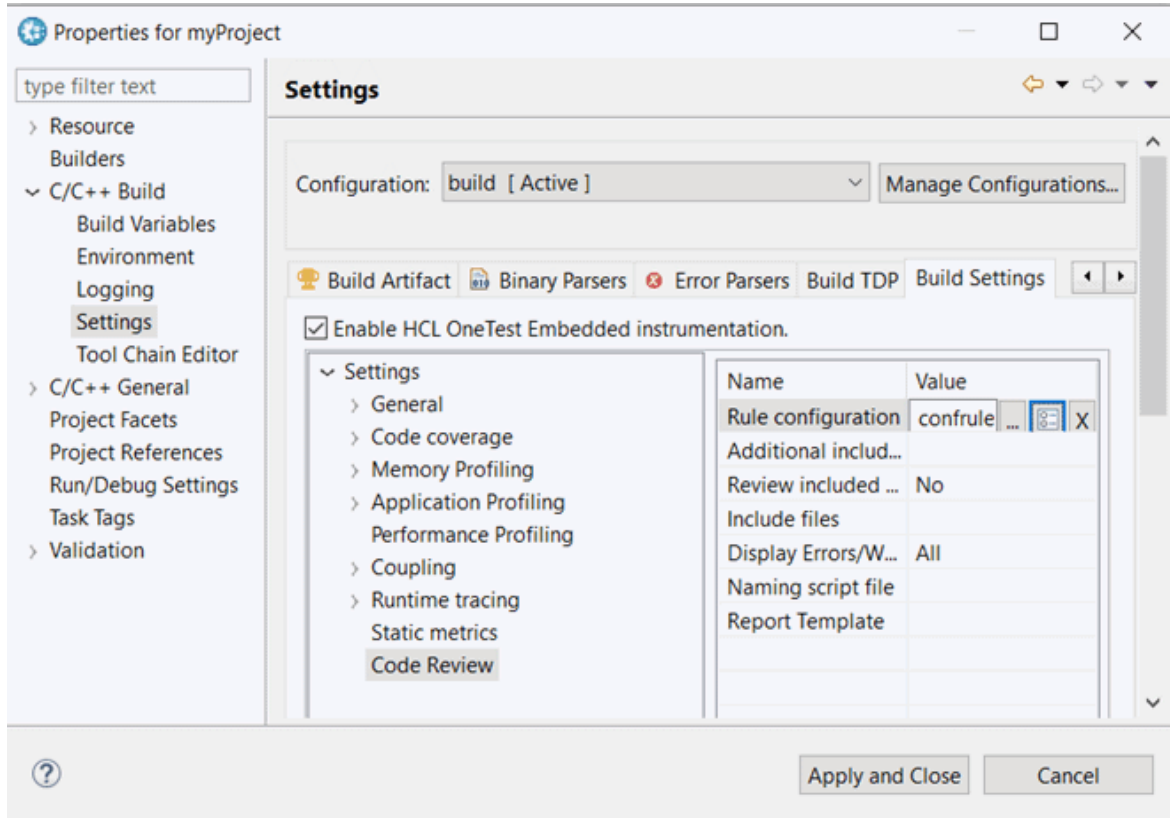 Properties for myProject
type filter text
Resource
Builders
C/C++ Build
Build Variables
Environment
Logging
Settings
Tool Chain Editor
C/C++ General
Project Facets
Project References
Run/Debug Settings
Task Tags
Validation
Settings
Configuration: build [ Active ] Manage Configurations...
Build Artifact Binary Parsers Error Parsers Build TDP Build Settings
Enable HCL OneTest Embedded instrumentation.
Settings
General
Code coverage
Memory Profiling
Application Profiling
Performance Profiling
Coupling
Runtime tracing
Static metrics
Code Review
Name Value
Rule configuration confrule ... X
Additional includ...
Review included ... No
Include files
Display Errors/W... All
Naming script file
Report Template
? Apply and Close Cancel